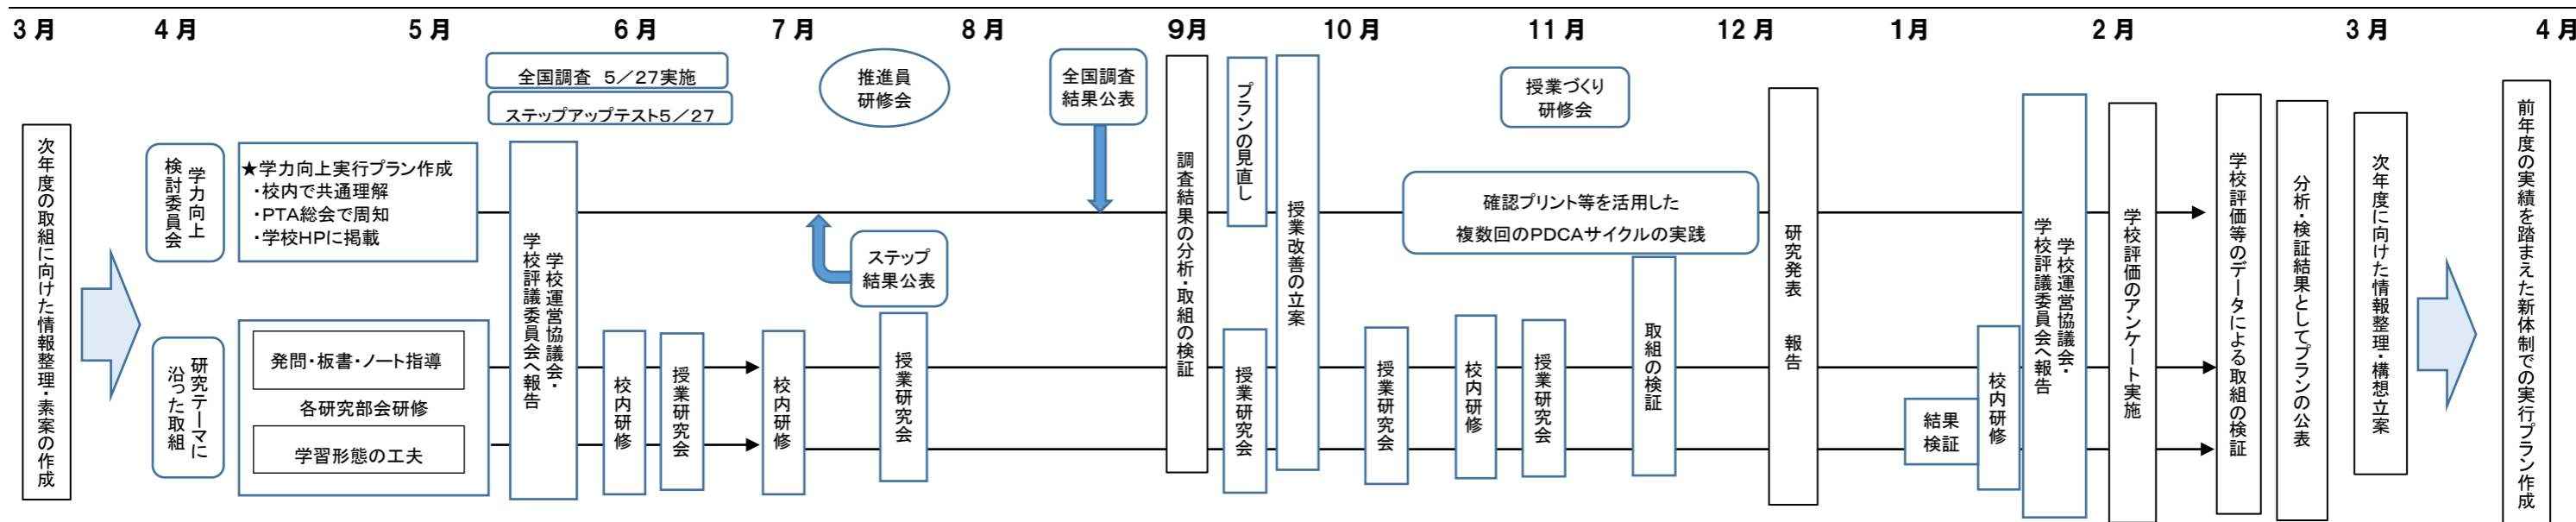 3月 4月 5月 6月 7月 8月 9月 10月 11月 12月 1月 2月 3月 4月
次年度の取組に向けた情報整理・素案の作成
学力向上
検討委員会
★学力向上実行プラン作成
・校内で共通理解
・PTA総会で周知
・学校HPに掲載
研究テーマに
沿った取組
発問・板書・ノート指導
各研究部会研修
学習形態の工夫
全国調査 5／27実施
ステップアップテスト5／27
学校運営協議会・
学校評議委員会へ報告
校内研修
授業研究会
校内研修
推進員
研修会
ステップ
結果公表
授業研究会
全国調査
結果公表
調査結果の分析・取組の検証
プランの見直し
授業研究会
授業改善の立案
授業研究会
確認プリント等を活用した
複数回のPDCAサイクルの実践
校内研修
授業づくり
研修会
授業研究会
取組の検証
研究発表 報告
結果
検証
校内研修
学校運営協議会・
学校評議委員会へ報告
学校評価のアンケート実施
学校評価等のデータによる取組の検証
分析・検証結果としてプランの公表
次年度に向けた情報整理・構想立案
前年度の実績を踏まえた新体制での実行プラン作成